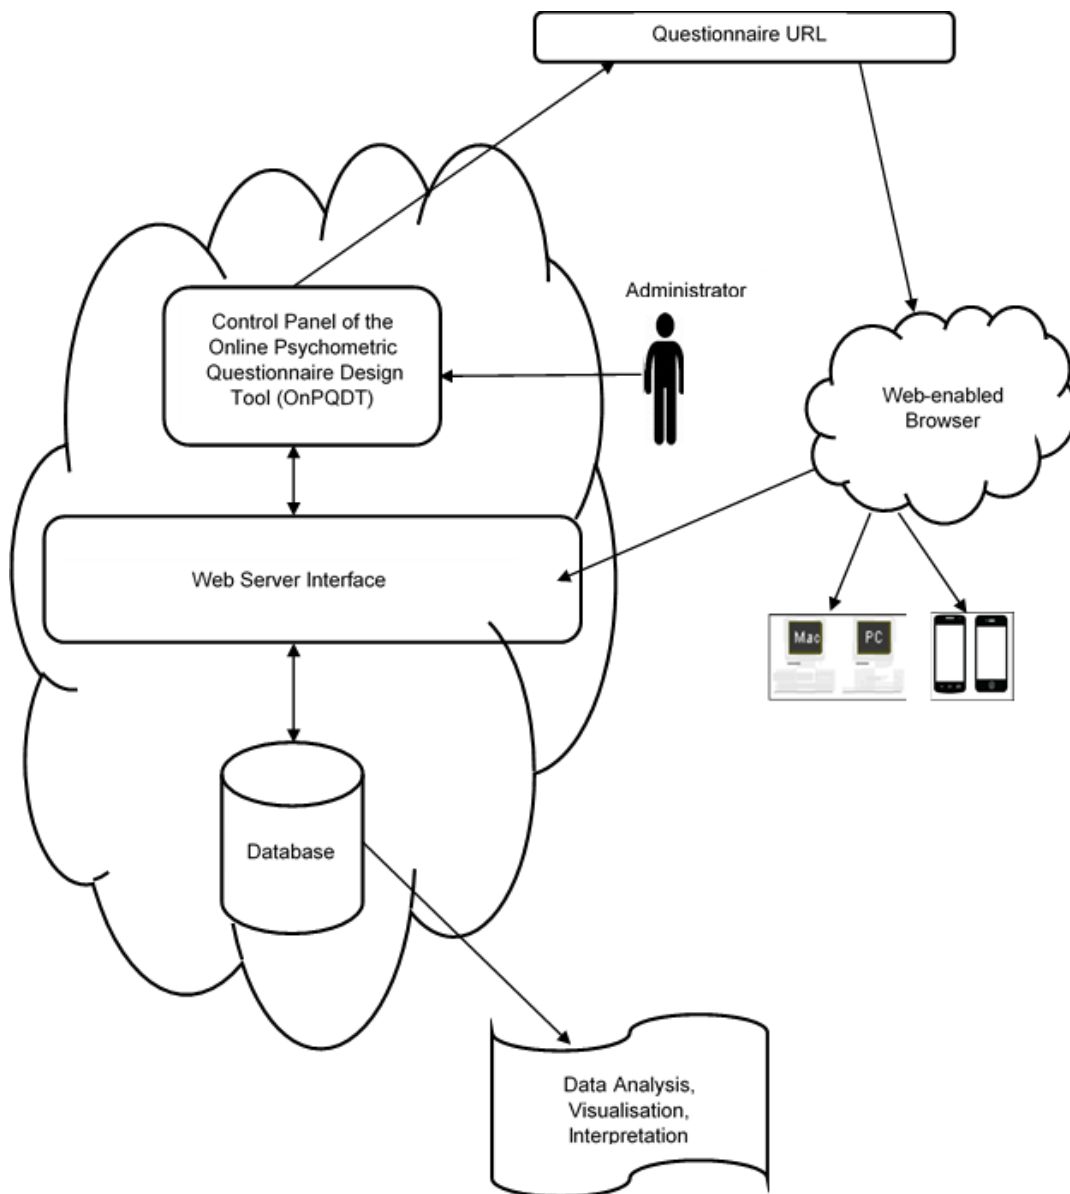 Questionnaire URL
Administrator
Control Panel of the
Online Psychometric
Questionnaire Design
Tool (OnPQDT)
Web-enabled
Browser
Web Server Interface
Mac
PC
Database
Data Analysis,
Visualisation,
Interpretation